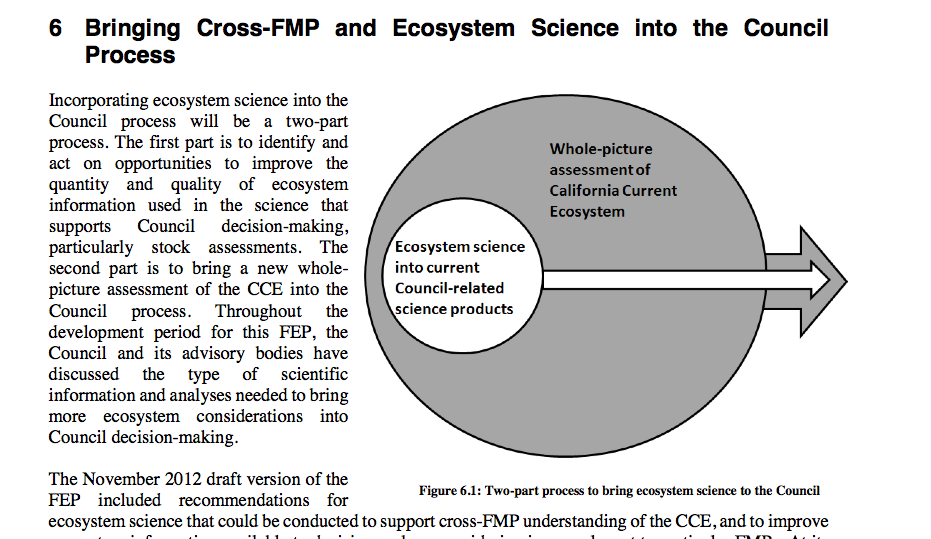 6 Bringing Cross-FMP and Ecosystem Science into the Council
Process
Incorporating ecosystem science into the
Council process will be a two-part
process. The first part is to identify and
act on opportunities to improve the
quantity and quality of ecosystem
information used in the science that
supports Council decision-making,
particularly stock assessments. The
second part is to bring a new whole-
picture assessment of the CCE into the
Council process. Throughout the
development period for this FEP, the
Council and its advisory bodies have
discussed the type of scientific
information and analyses needed to bring
more ecosystem considerations into
Council decision-making.
Whole-picture
assessment of
California Current
Ecosystem
Ecosystem science
into current
Council-related
science products
Figure 6.1: Two-part process to bring ecosystem science to the Council
The November 2012 draft version of the
FEP included recommendations for
ecosystem science that could be conducted to support cross-FMP understanding of the CCE, and to improve